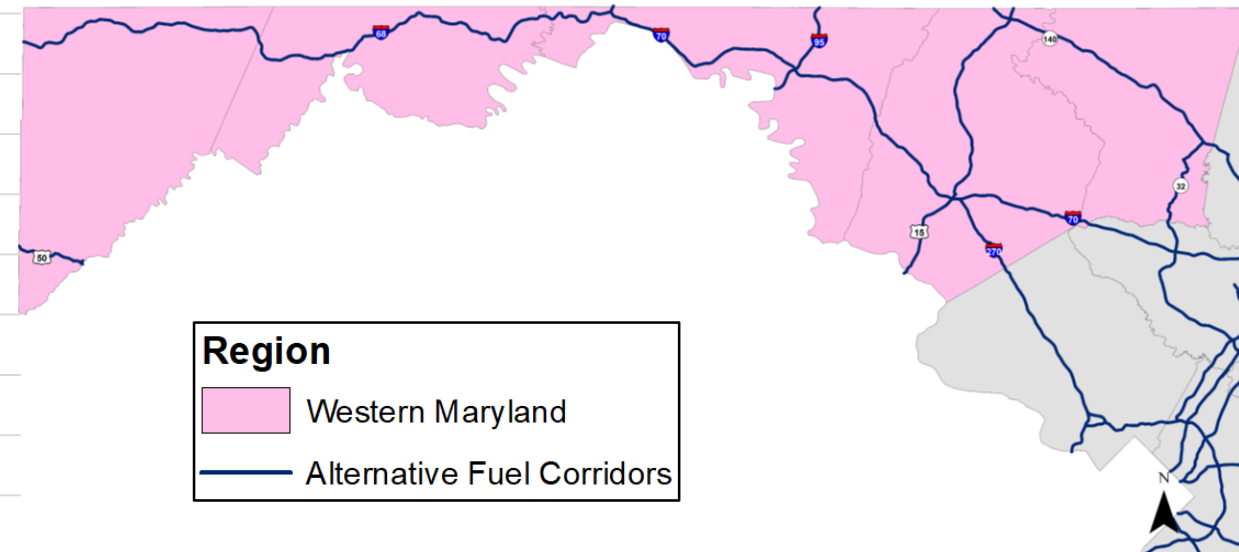 68
70
95
140
32
50
15
70
270
Region
Western Maryland
Alternative Fuel Corridors
N